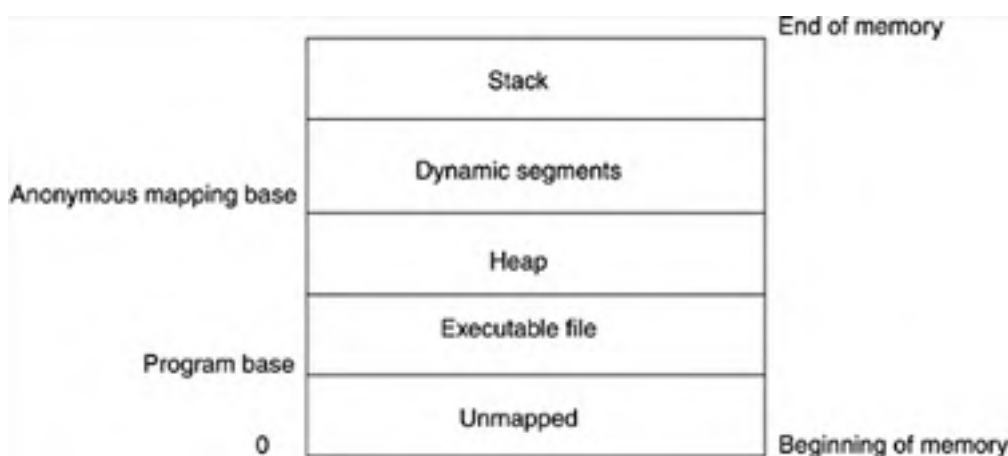 End of memory
Stack
Dynamic segments
Anonymous mapping base
Heap
Executable file
Program base
Unmapped
0
Beginning of memory